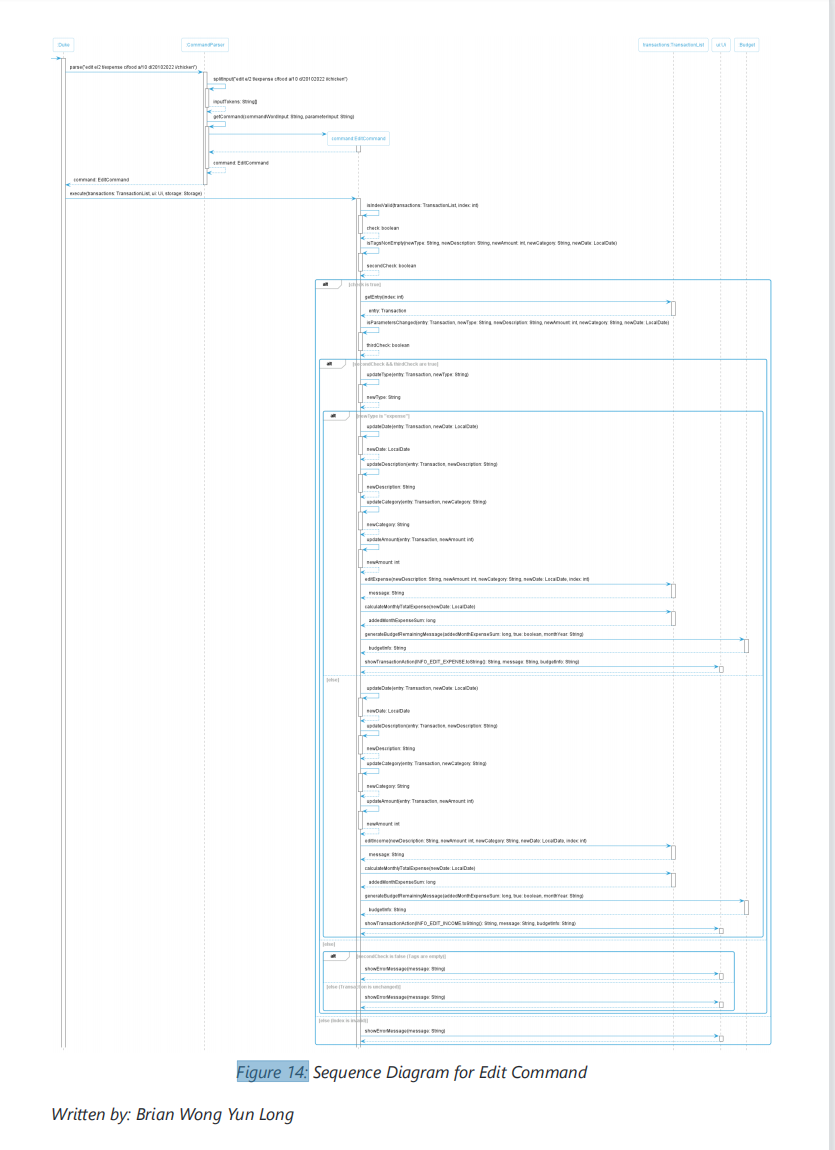 Duke
CommandParser
transactions:TransactionList
ui:Ui
Budget
parse("edit e/2 t/expense c/food a/10 d/20102022 i/chicken")
splitInput("edit e/2 t/expense c/food a/10 d/20102022 i/chicken")
inputTokens: String[]
getCommand(commandWordInput: String, parameterInput: String)
command:EditCommand
command: EditCommand
command: EditCommand
execute(transactions: TransactionList, ui: Ui, storage: Storage)
isIndexValid(transactions: TransactionList, index: int)
check: boolean
isTagsNonEmpty(newType: String, newDescription: String, newAmount: int, newCategory: String, newDate: LocalDate)
secondCheck: boolean
alt
[check is true]
getEntry(index: int)
entry: Transaction
isParametersChanged(entry: Transaction, newType: String, newDescription: String, newAmount: int, newCategory: String, newDate: LocalDate)
thirdCheck: boolean
alt
[secondCheck && thirdCheck are true]
updateType(entry: Transaction, newType: String)
newType: String
alt
[newType is "expense"]
updateDate(entry: Transaction, newDate: LocalDate)
newDate: LocalDate
updateDescription(entry: Transaction, newDescription: String)
newDescription: String
updateCategory(entry: Transaction, newCategory: String)
newCategory: String
updateAmount(entry: Transaction, newAmount: int)
newAmount: int
editExpense(newDescription: String, newAmount: int, newCategory: String, newDate: LocalDate, index: int)
message: String
calculateMonthlyTotalExpense(newDate: LocalDate)
addedMonthExpenseSum: long
generateBudgetRemainingMessage(addedMonthExpenseSum: long, true: boolean, monthYear: String)
budgetInfo: String
showTransactionAction(INFO_EDIT_EXPENSE.toString(): String, message: String, budgetInfo: String)
[else]
updateDate(entry: Transaction, newDate: LocalDate)
newDate: LocalDate
updateDescription(entry: Transaction, newDescription: String)
newDescription: String
updateCategory(entry: Transaction, newCategory: String)
newCategory: String
updateAmount(entry: Transaction, newAmount: int)
newAmount: int
editIncome(newDescription: String, newAmount: int, newCategory: String, newDate: LocalDate, index: int)
message: String
calculateMonthlyTotalExpense(newDate: LocalDate)
addedMonthExpenseSum: long
generateBudgetRemainingMessage(addedMonthExpenseSum: long, true: boolean, monthYear: String)
budgetInfo: String
showTransactionAction(INFO_EDIT_INCOME.toString(): String, message: String, budgetInfo: String)
[else]
alt
[secondCheck is false (Tags are empty)]
showErrorMessage(message: String)
[else (Transaction is unchanged)]
showErrorMessage(message: String)
[else (Index is invalid)]
showErrorMessage(message: String)
Figure 14: Sequence Diagram for Edit Command
Written by: Brian Wong Yun Long